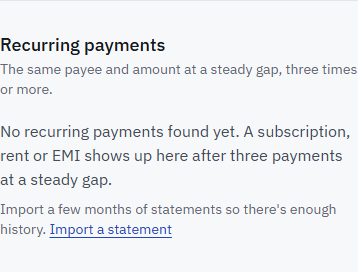 Recurring payments
The same payee and amount at a steady gap, three times
or more.
No recurring payments found yet. A subscription,
rent or EMI shows up here after three payments
at a steady gap.
Import a few months of statements so there's enough
history. Import a statement